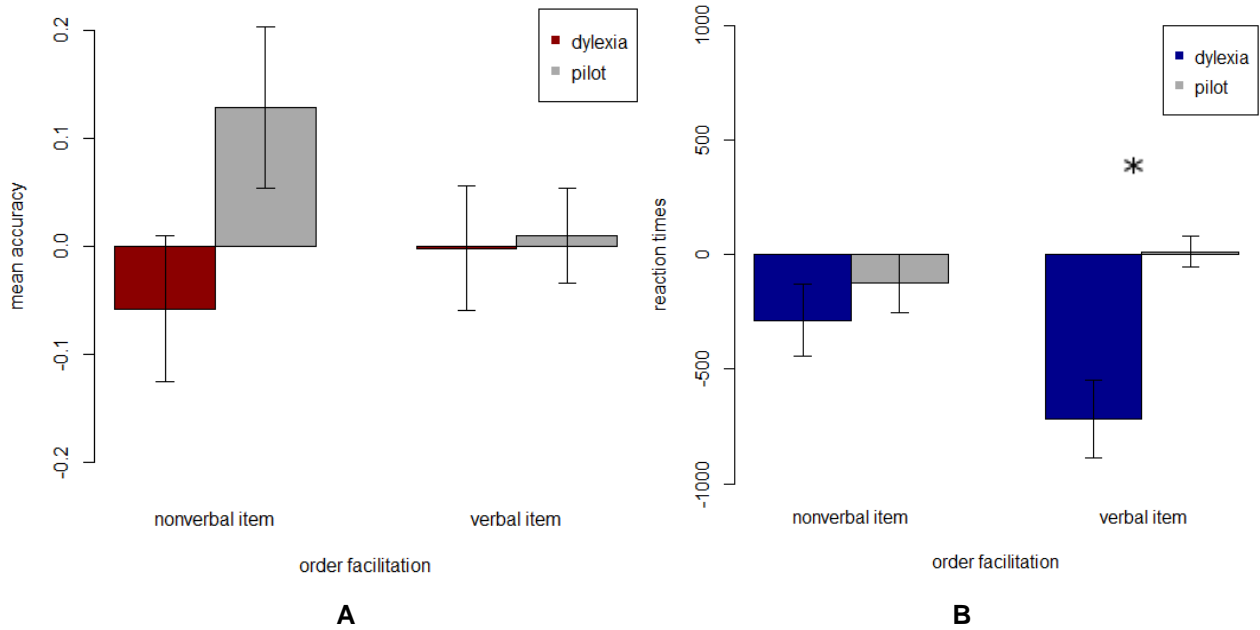 mean accuracy
0.2
0.1
0.0
-0.1
-0.2
dylexia
pilot
nonverbal item
verbal item
order facilitation
A
reaction times
1000
500
0
-500
-1000
dylexia
pilot
*
nonverbal item
verbal item
order facilitation
B